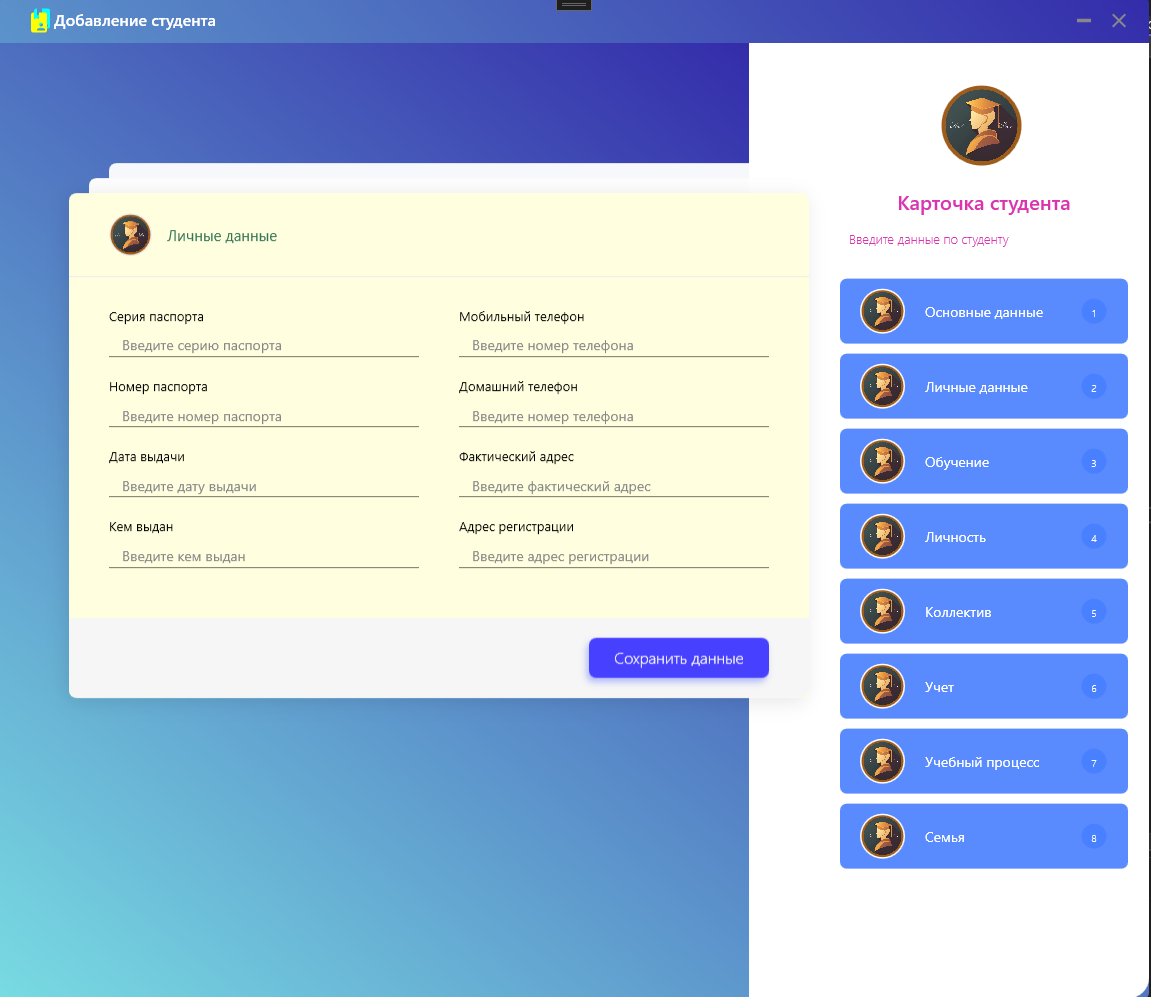 Добавление студента
Личные данные
Серия паспорта
Введите серию паспорта
Номер паспорта
Введите номер паспорта
Дата выдачи
Введите дату выдачи
Кем выдан
Введите кем выдан
Мобильный телефон
Введите номер телефона
Домашний телефон
Введите номер телефона
Фактический адрес
Введите фактический адрес
Адрес регистрации
Введите адрес регистрации
Сохранить данные
Карточка студента
Введите данные по студенту
Основные данные 1
Личные данные 2
Обучение 3
Личность 4
Коллектив 5
Учет 6
Учебный процесс 7
Семья 8